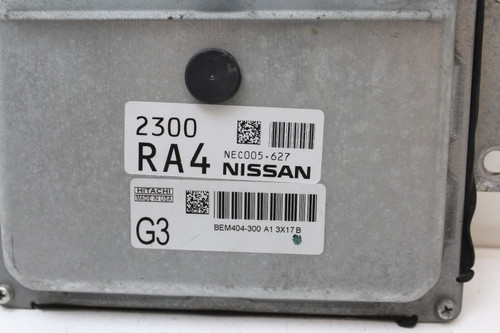 2300
RA4
NEC005-627
NISSAN
HITACHI
MADE IN USA
G3
BEM404-300 A1 3X17 B